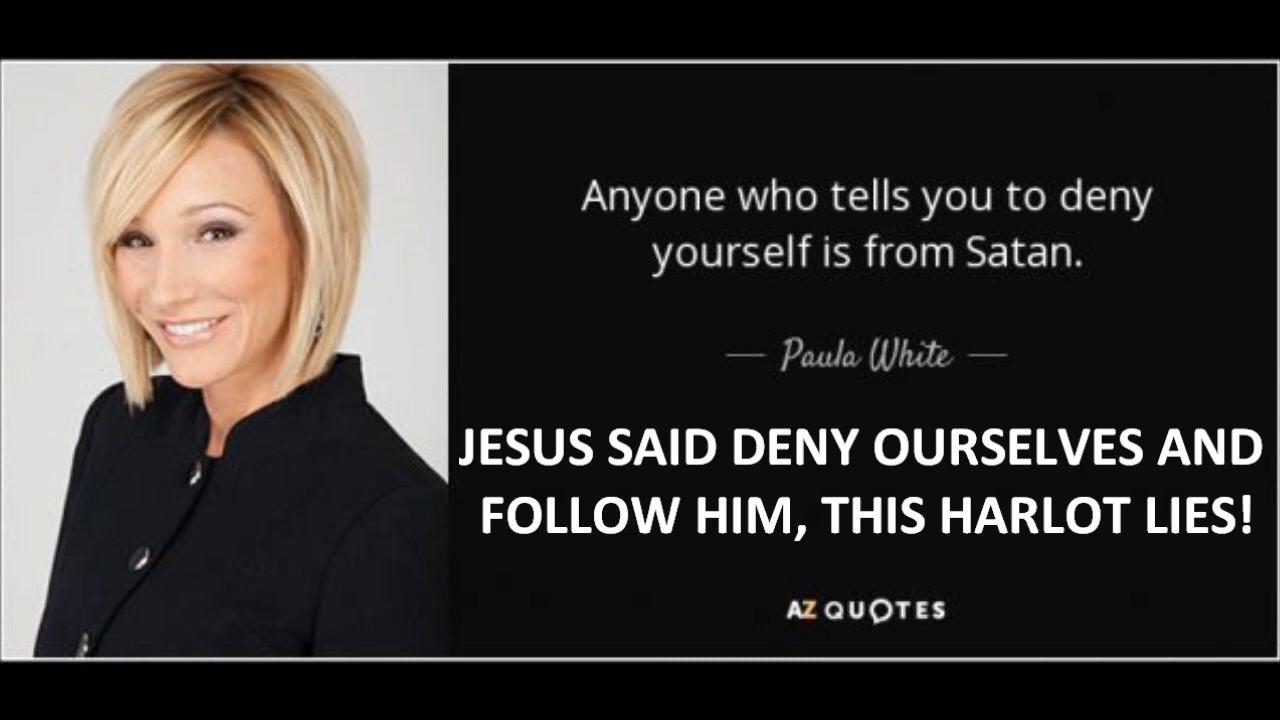 Anyone who tells you to deny
yourself is from Satan.
— Paula White —
JESUS SAID DENY OURSELVES AND
FOLLOW HIM, THIS HARLOT LIES!
AZ QUOTES